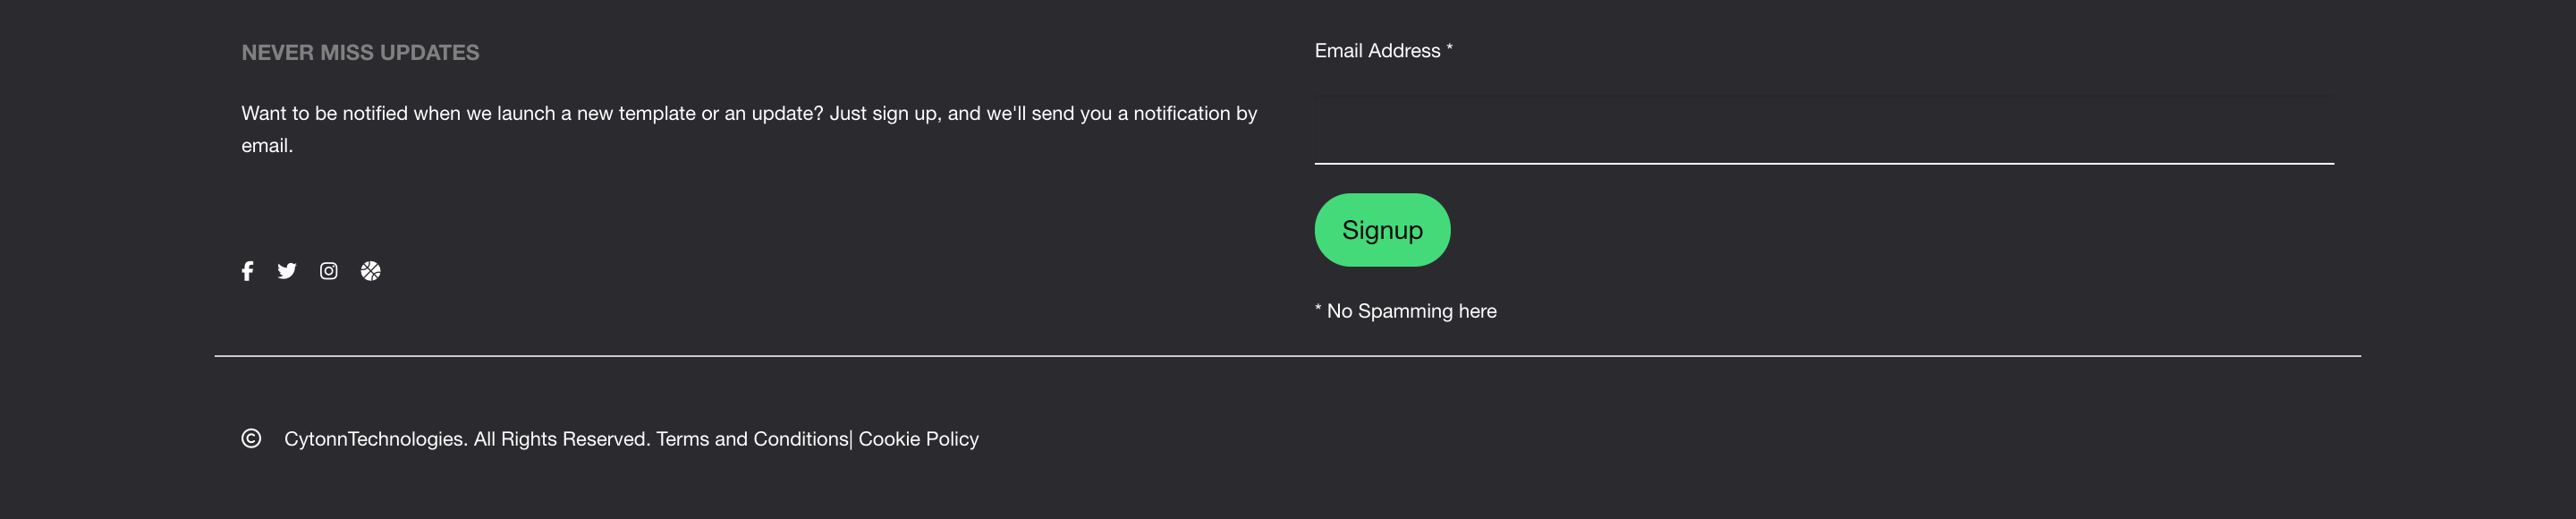 NEVER MISS UPDATES
Want to be notified when we launch a new template or an update? Just sign up, and we'll send you a notification by
email.
Email Address *
Signup
* No Spamming here
© CytonnTechnologies. All Rights Reserved. Terms and Conditions| Cookie Policy